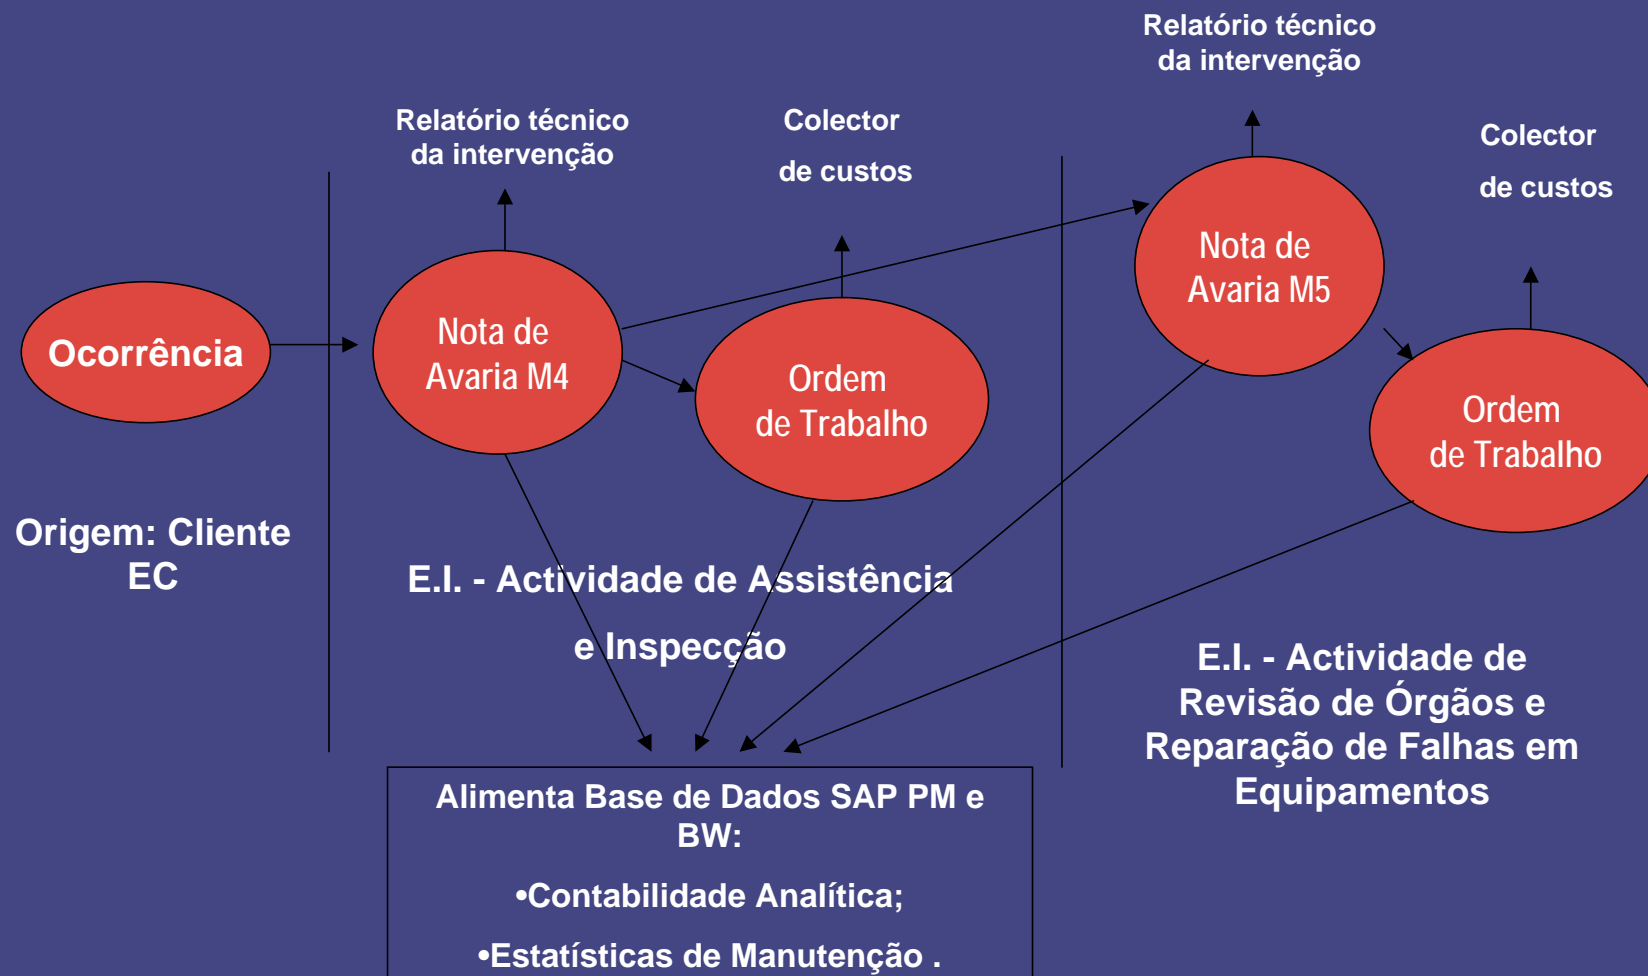 Relatório técnico
da intervenção
Relatório técnico
da intervenção
Colector
de custos
Colector
de custos
Ocorrência
Nota de
Avaria M4
Ordem
de Trabalho
Nota de
Avaria M5
Ordem
de Trabalho
Origem: Cliente
EC
E.I. - Actividade de Assistência
e Inspecção
E.I. - Actividade de
Revisão de Órgãos e
Reparação de Falhas em
Equipamentos
Alimenta Base de Dados SAP PM e
BW:
•Contabilidade Analítica;
•Estatísticas de Manutenção .